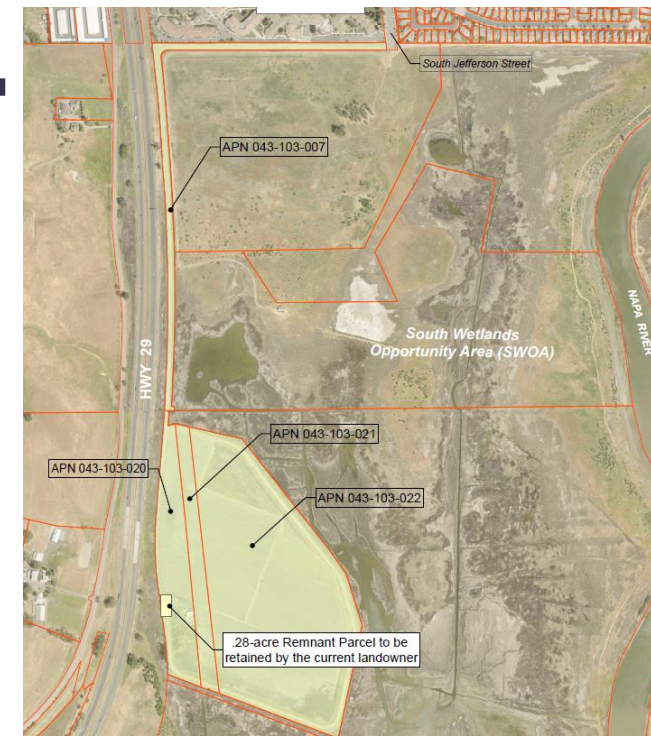 South Jefferson Street
APN 043-103-007
NAPA RIVER
South Wetlands
Opportunity Area (SWOA)
HWY 29
APN 043-103-021
APN 043-103-020
APN 043-103-022
.28-acre Remnant Parcel to be
retained by the current landowner